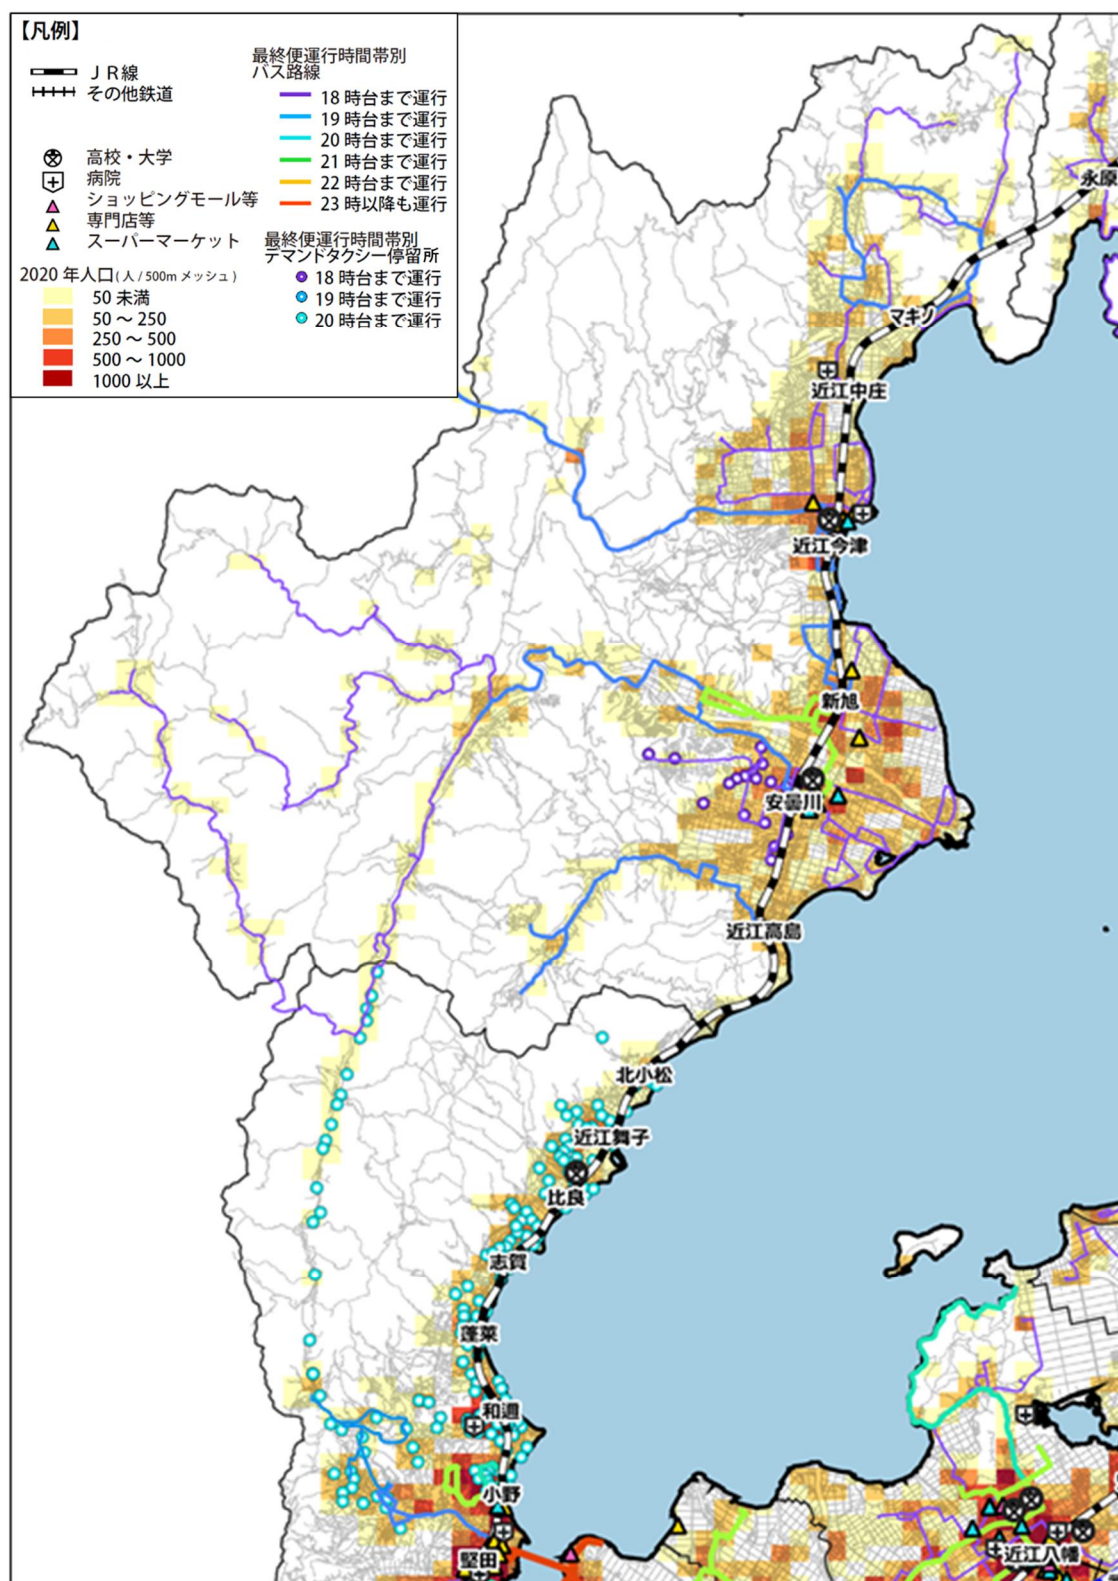 【凡例】
ＪＲ線
その他鉄道
高校・大学
病院
ショッピングモール等
専門店等
スーパーマーケット
2020 年人口 ( 人 / 500m メッシュ )
50 未満
50 ～ 250
250 ～ 500
500 ～ 1000
1000 以上
最終便運行時間帯別
バス路線
18 時台まで運行
19 時台まで運行
20 時台まで運行
21 時台まで運行
22 時台まで運行
23 時以降も運行
最終便運行時間帯別
デマンドタクシー停留所
18 時台まで運行
19 時台まで運行
20 時台まで運行
永原
マキノ
近江中庄
近江今津
新旭
安曇川
近江高島
北小松
近江舞子
比良
志賀
蓬莱
和邇
小野
堅田
近江八幡